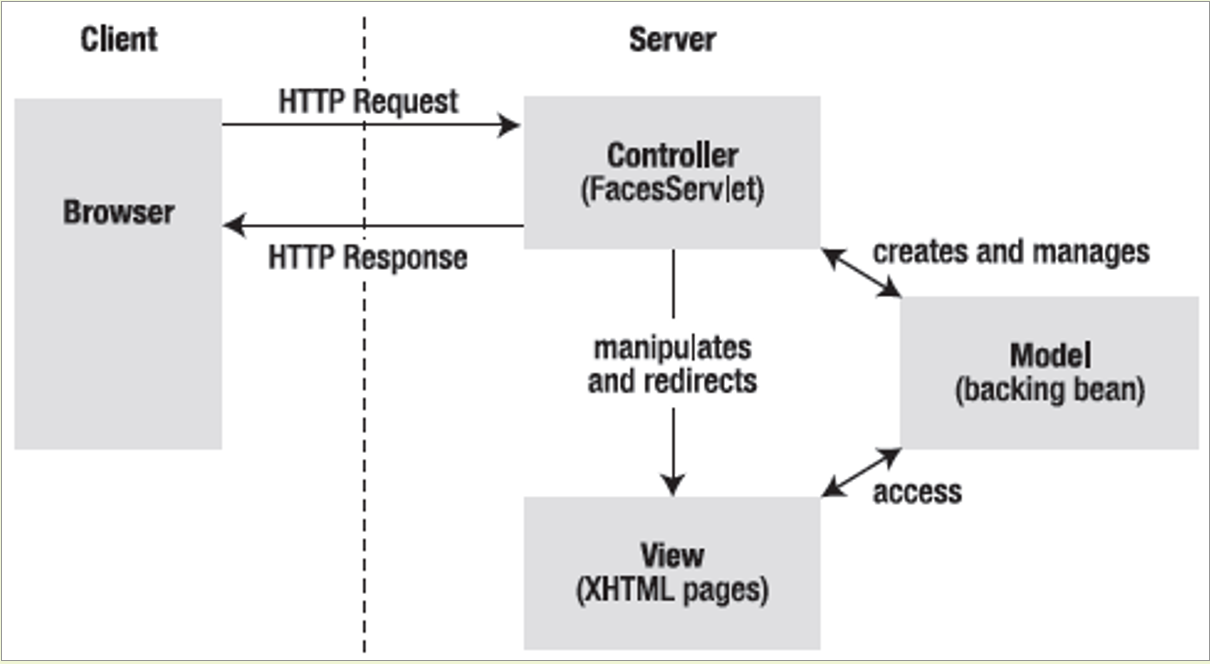 Client
Server
HTTP Request
Controller
(FacesServlet)
Browser
HTTP Response
creates and manages
manipulates
and redirects
Model
(backing bean)
access
View
(XHTML pages)